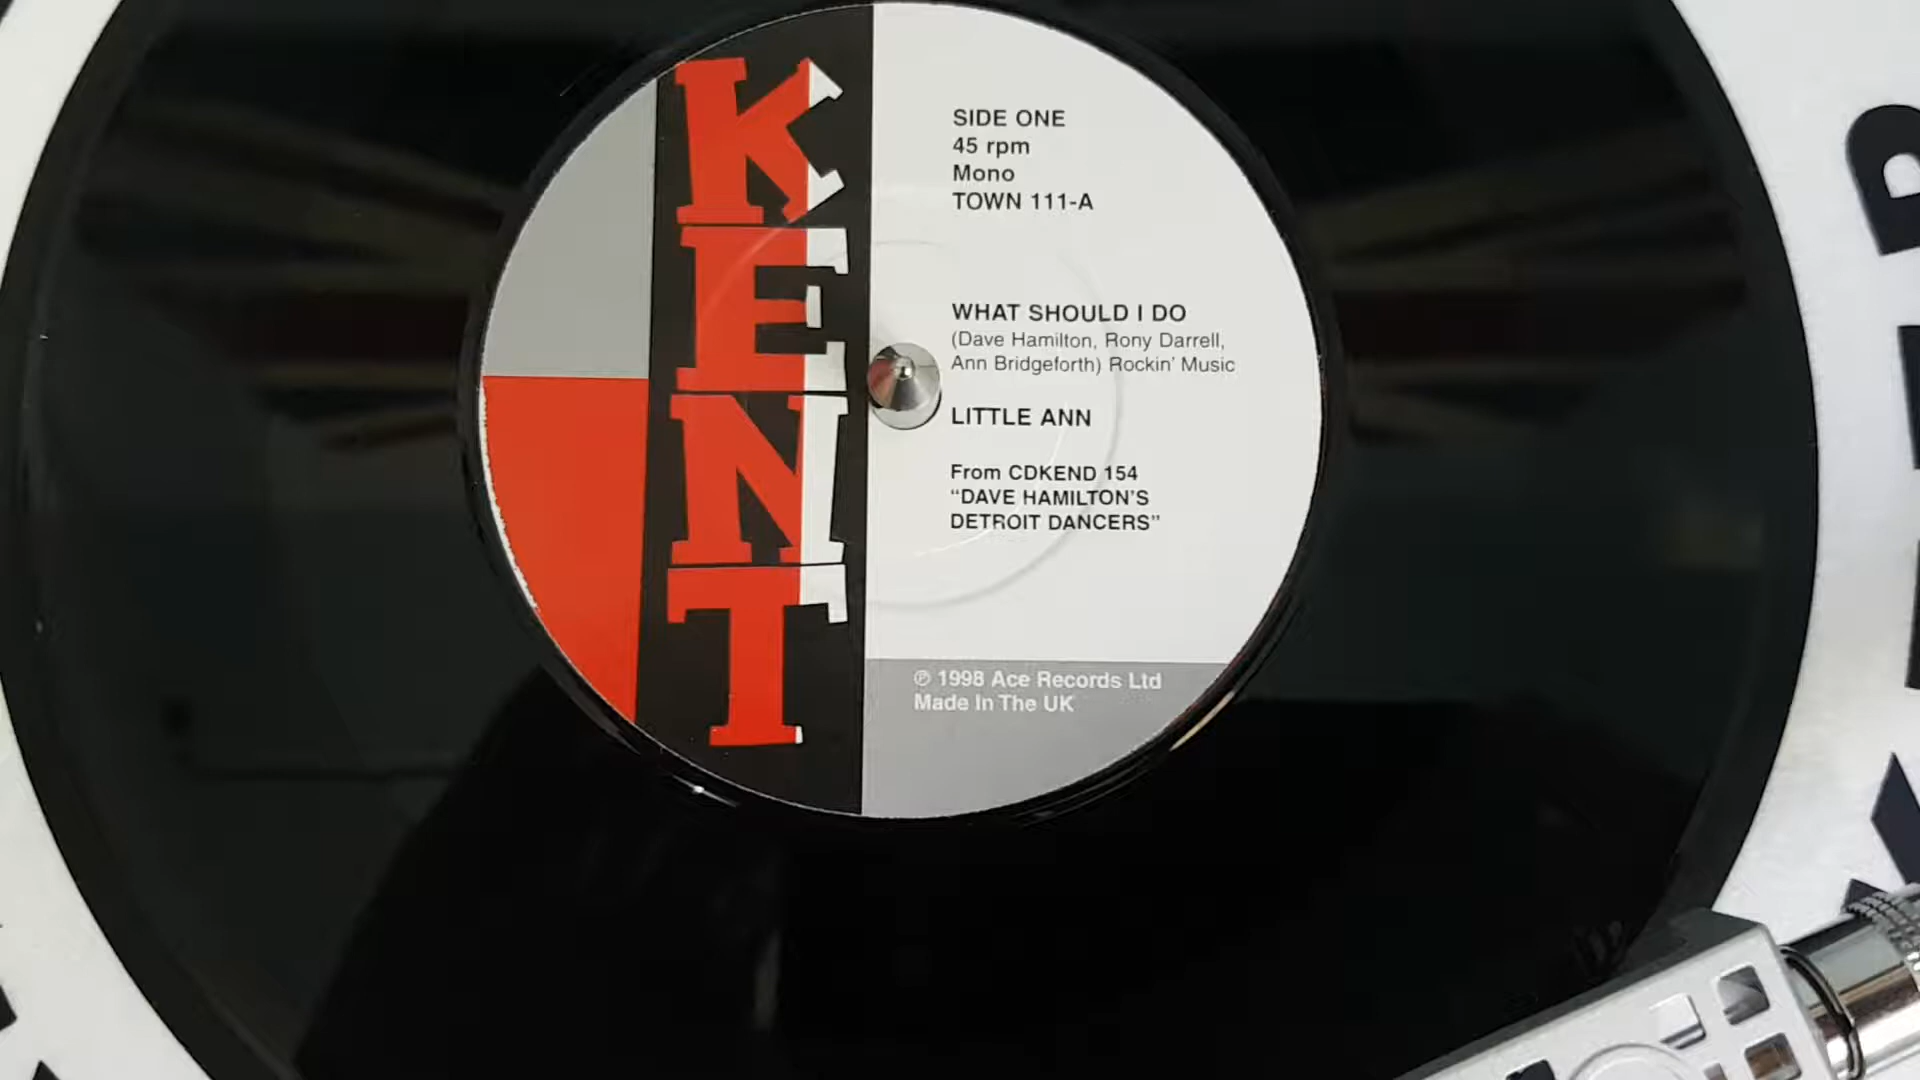 KENT
SIDE ONE
45 rpm
Mono
TOWN 111-A
WHAT SHOULD I DO
(Dave Hamilton, Rony Darrell,
Ann Bridgeforth) Rockin' Music
LITTLE ANN
From CDKEND 154
“DAVE HAMILTON'S
DETROIT DANCERS”
℗ 1998 Ace Records Ltd
Made In The UK